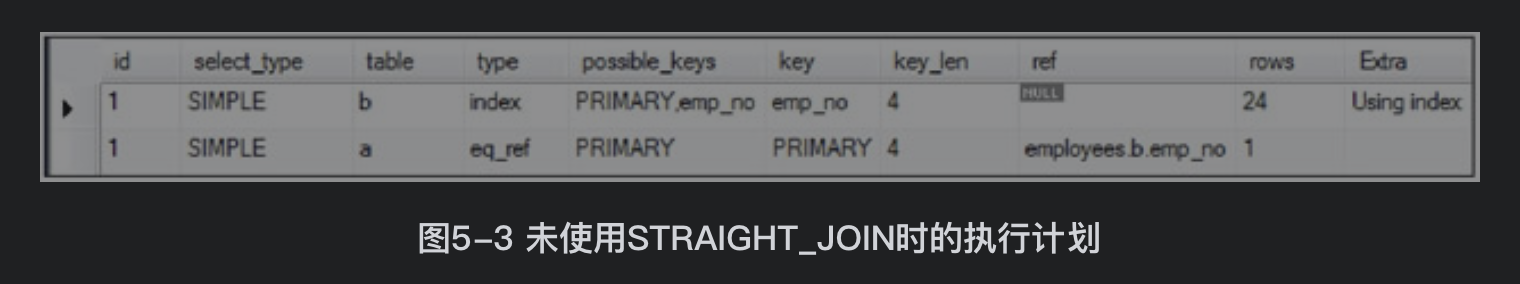 id select_type table type possible_keys key key_len ref rows Extra
1 SIMPLE b index PRIMARY,emp_no emp_no 4 NULL 24 Using index
1 SIMPLE a eq_ref PRIMARY PRIMARY 4 employees.b.emp_no 1
图5-3 未使用STRAIGHT_JOIN时的执行计划